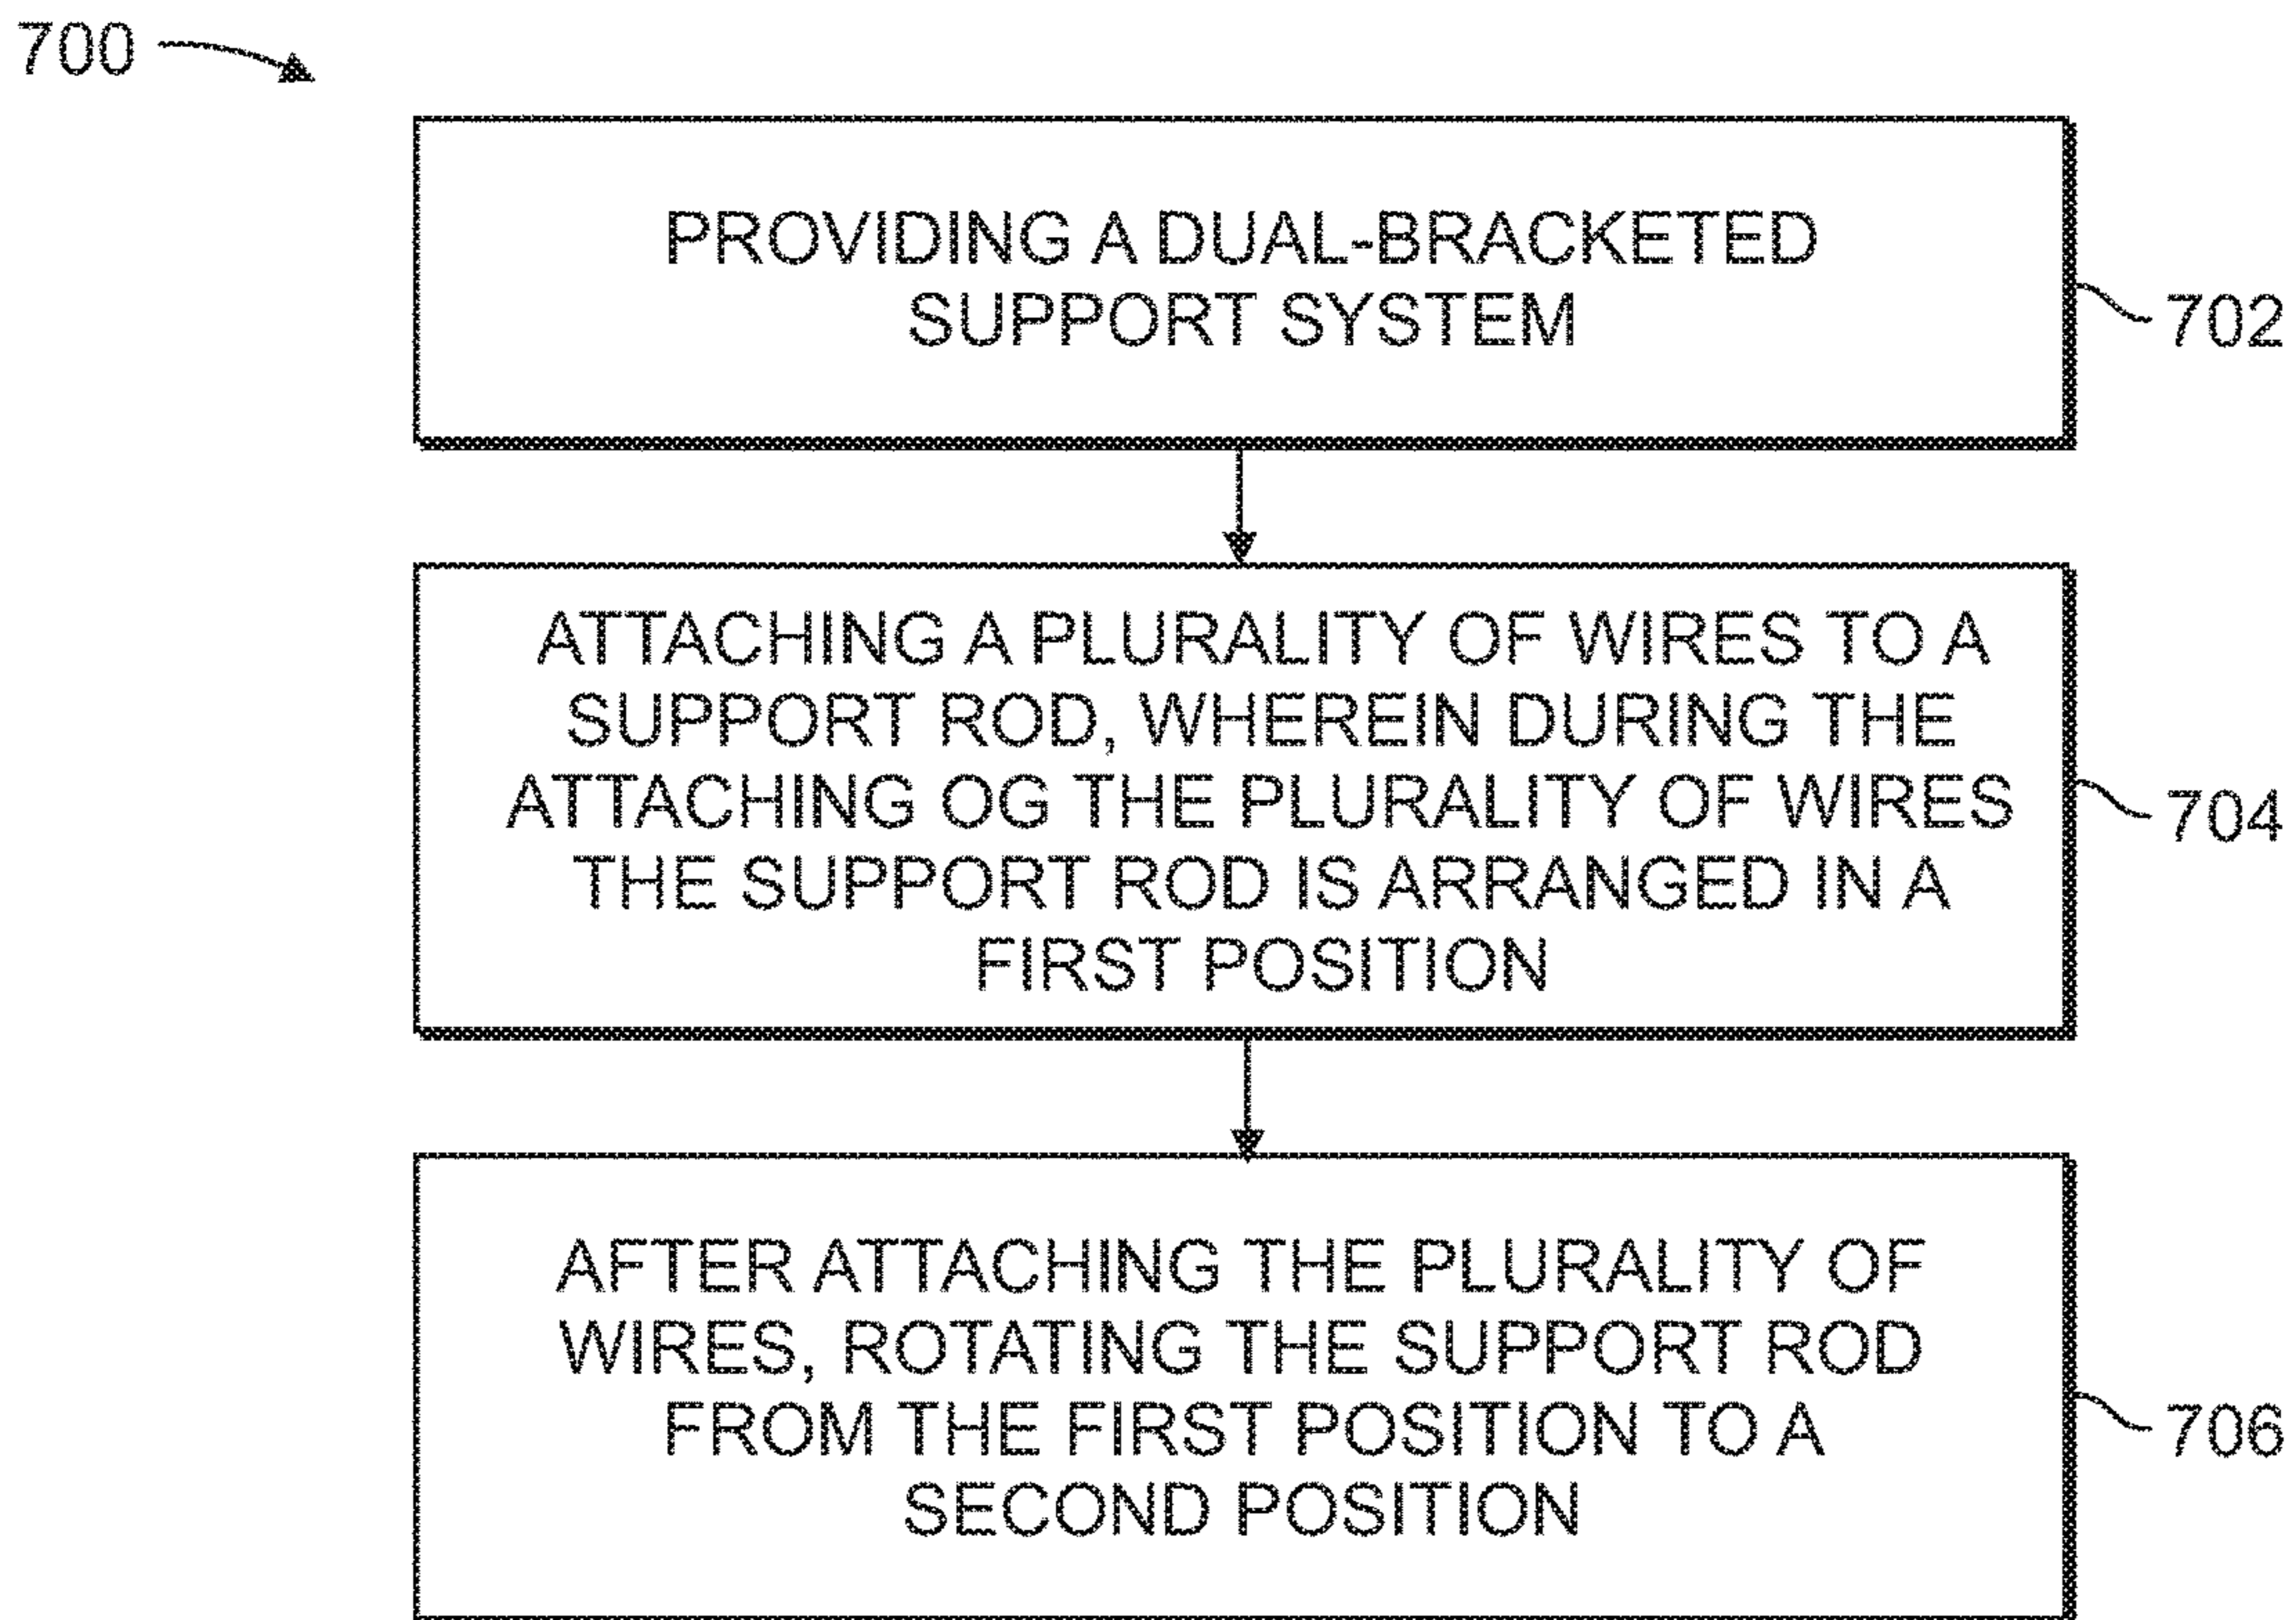 700
PROVIDING A DUAL-BRACKETED
SUPPORT SYSTEM
702
ATTACHING A PLURALITY OF WIRES TO A
SUPPORT ROD, WHEREIN DURING THE
ATTACHING OG THE PLURALITY OF WIRES
THE SUPPORT ROD IS ARRANGED IN A
FIRST POSITION
704
AFTER ATTACHING THE PLURALITY OF
WIRES, ROTATING THE SUPPORT ROD
FROM THE FIRST POSITION TO A
SECOND POSITION
706